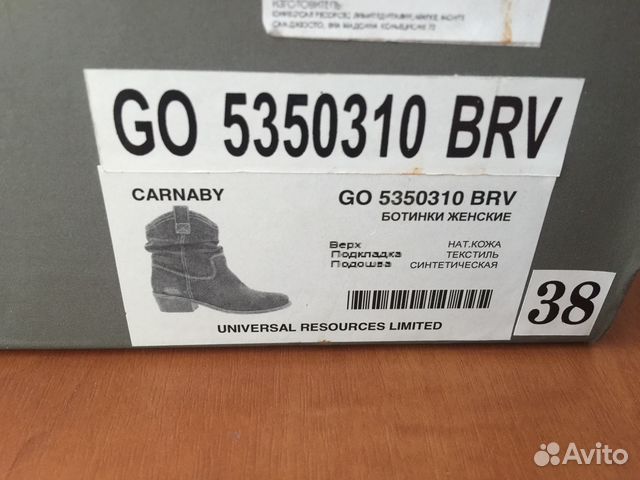 ИЗГОТОВИТЕЛЬ:
GO 5350310 BRV
CARNABY
GO 5350310 BRV
БОТИНКИ ЖЕНСКИЕ
Верх НАТ.КОЖА
Подкладка ТЕКСТИЛЬ
Подошва СИНТЕТИЧЕСКАЯ
UNIVERSAL RESOURCES LIMITED
38
Avito